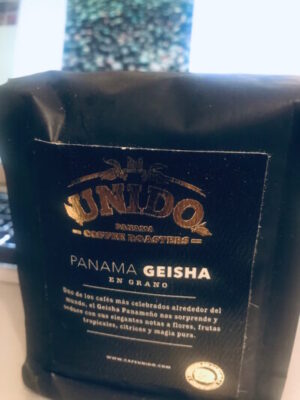 UNIDO
PANAMA
COFFEE ROASTERS
PANAMA GEISHA
EN GRANO
Uno de los cafés más celebrados alrededor del
mundo, el Geisha Panameño nos sorprende y
seduce con sus elegantes notas a flores, frutas
tropicales, cítricos y magia pura.
WWW.CAFEUNIDO.COM